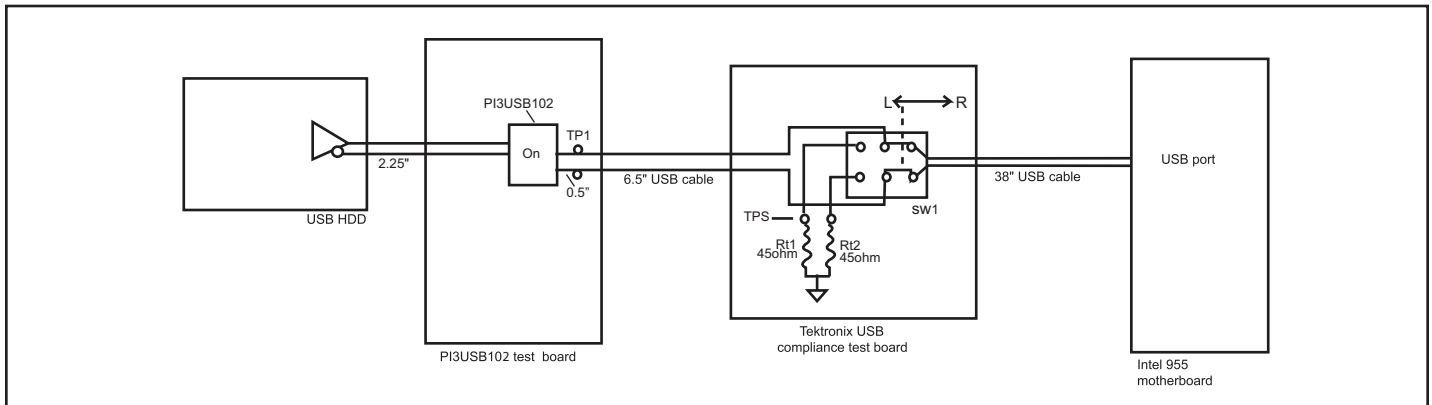 USB HDD
2.25"
PI3USB102
On
TP1
0.5"
PI3USB102 test board
6.5" USB cable
L
R
sw1
TPS
Rt1
45ohm
Rt2
45ohm
Tektronix USB
compliance test board
38" USB cable
USB port
Intel 955
motherboard